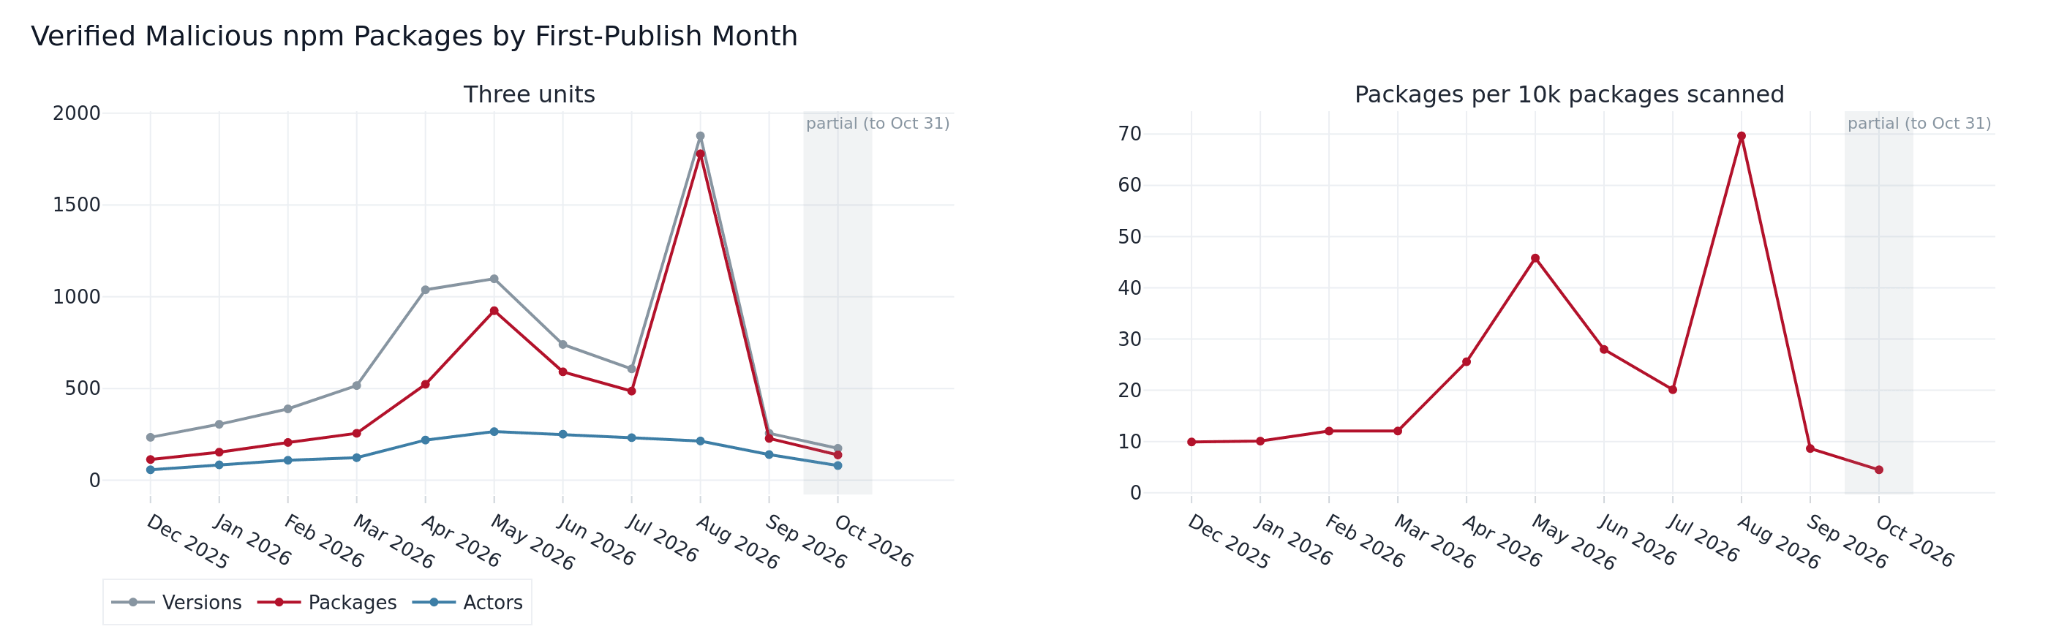 Verified Malicious npm Packages by First-Publish Month
Three units
2000
1500
1000
500
0
partial (to Oct 31)
Dec 2025
Jan 2026
Feb 2026
Mar 2026
Apr 2026
May 2026
Jun 2026
Jul 2026
Aug 2026
Sep 2026
Oct 2026
Versions
Packages
Actors
Packages per 10k packages scanned
70
60
50
40
30
20
10
0
partial (to Oct 31)
Dec 2025
Jan 2026
Feb 2026
Mar 2026
Apr 2026
May 2026
Jun 2026
Jul 2026
Aug 2026
Sep 2026
Oct 2026